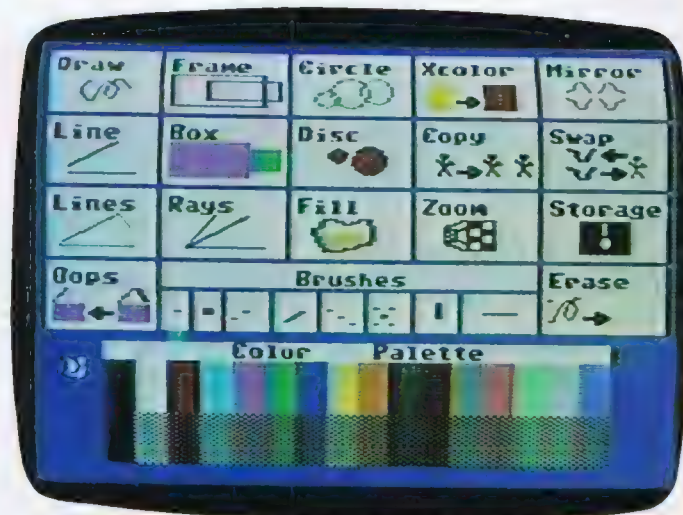 Draw Frame Circle Xcolor Mirror
Line Box Disc Copy Swap
Lines Rays Fill Zoom Storage
Oops Brushes Erase
Color Palette